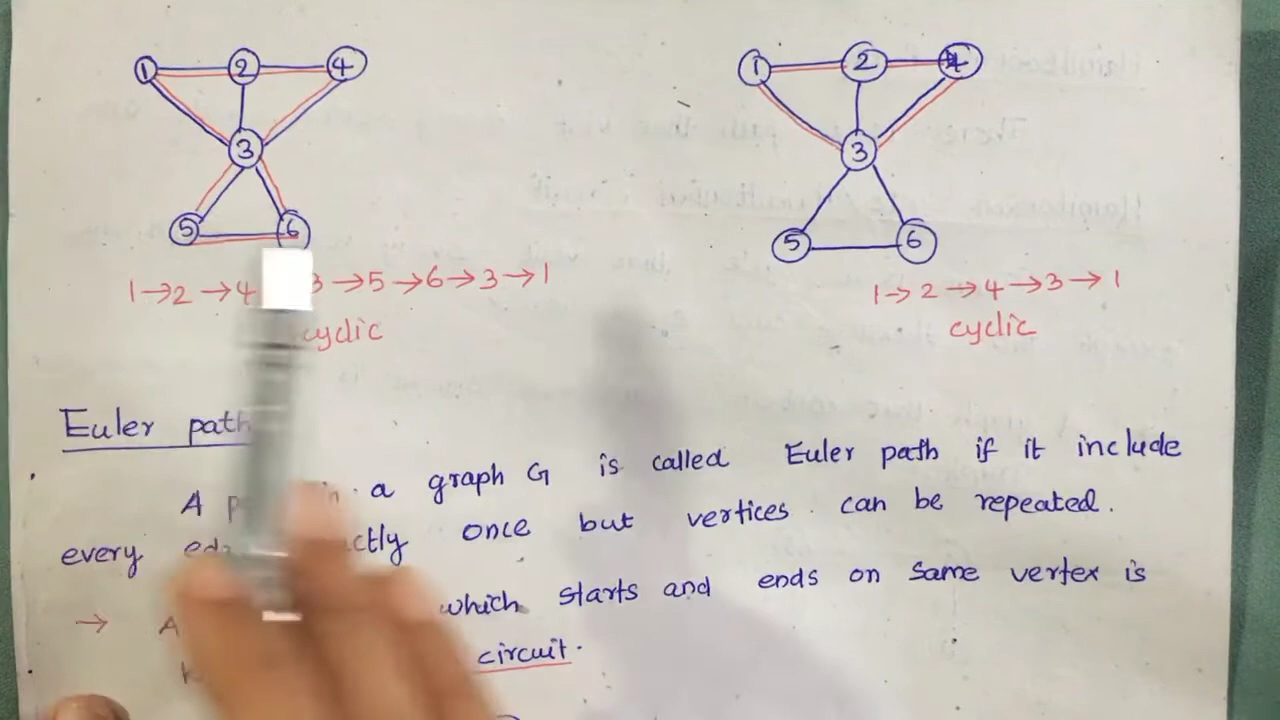 1 2 4
3
5 6
1→2→4 3→5→6→3→1
cyclic
1 2 4
3
5 6
1→2→4→3→1
cyclic
Euler path
A a graph G is called Euler path if it include
every once but vertices can be repeated.
→ which starts and ends on same vertex is
circuit.